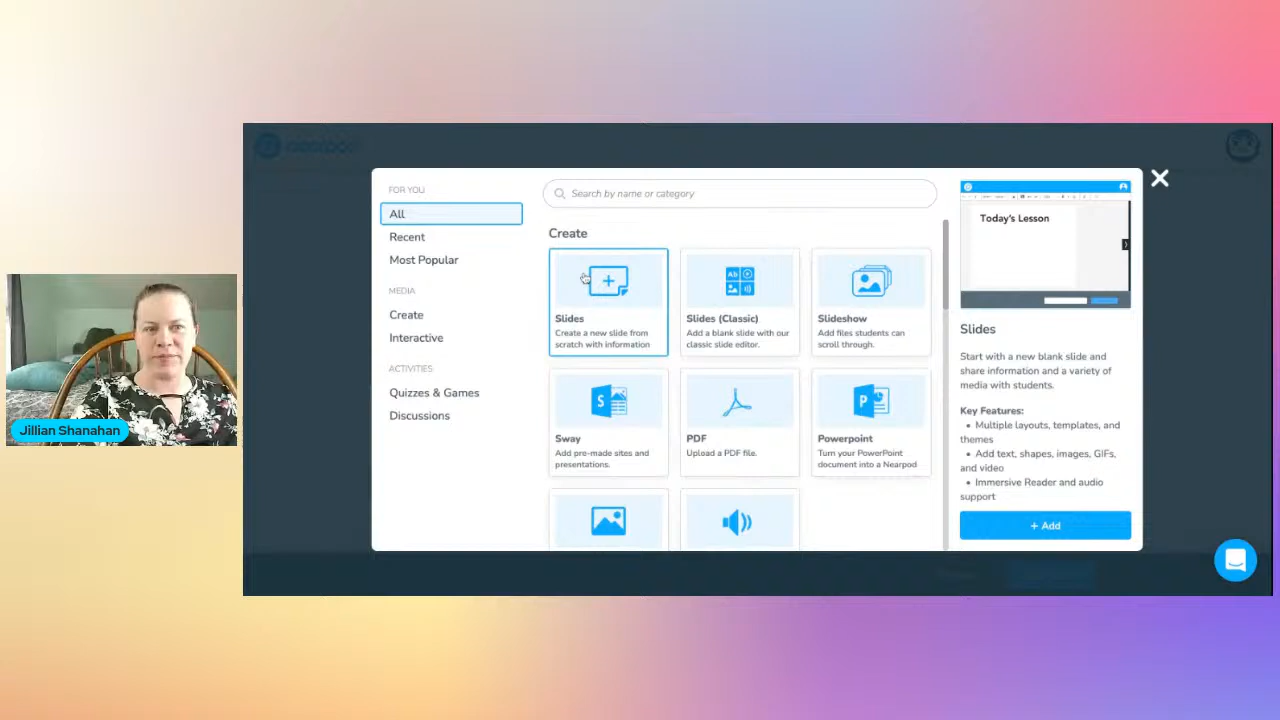 Jillian Shanahan
FOR YOU
All
Recent
Most Popular
MEDIA
Create
Interactive
ACTIVITIES
Quizzes & Games
Discussions
Search by name or category
Create
Slides
Create a new slide from
scratch with information
Slides (Classic)
Add a blank slide with our
classic slide editor.
Slideshow
Add files students can
scroll through.
Sway
Add pre-made sites and
presentations.
PDF
Upload a PDF file.
Powerpoint
Turn your PowerPoint
document into a Nearpod
Today's Lesson
Slides
Start with a new blank slide and
share information and a variety of
media with students.
Key Features:
• Multiple layouts, templates, and
themes
• Add text, shapes, images, GIFs,
and video
• Immersive Reader and audio
support
+ Add